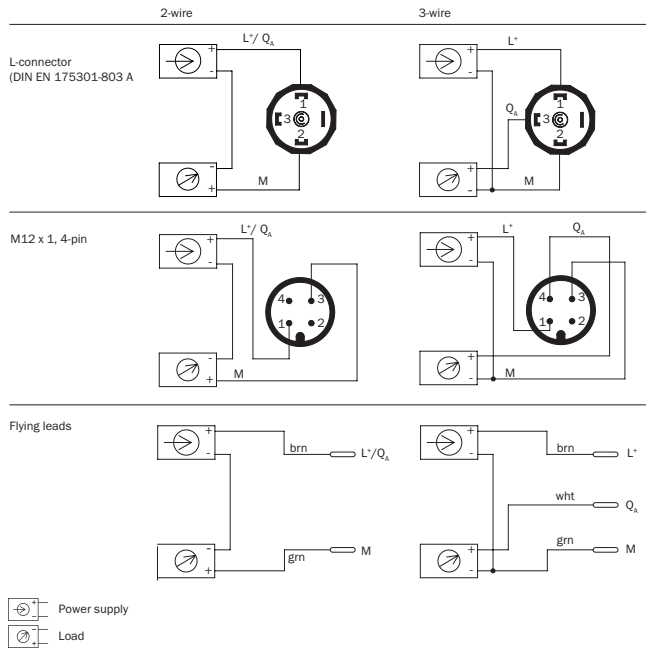 2-wire 3-wire
L-connector
(DIN EN 175301-803 A
+ L⁺/ Q_A
-
1
3
2
-
+ M
+ L⁺
-
Q_A
1
3
2
+
- M
M12 x 1, 4-pin
+ L⁺/ Q_A
-
4 3
1 2
-
+ M
+ L⁺ Q_A
-
4 3
1 2
+
- M
Flying leads
+ brn L⁺/Q_A
-
-
+ grn M
+ brn L⁺
-
wht Q_A
+ grn M
-
+
- Power supply
-
+ Load